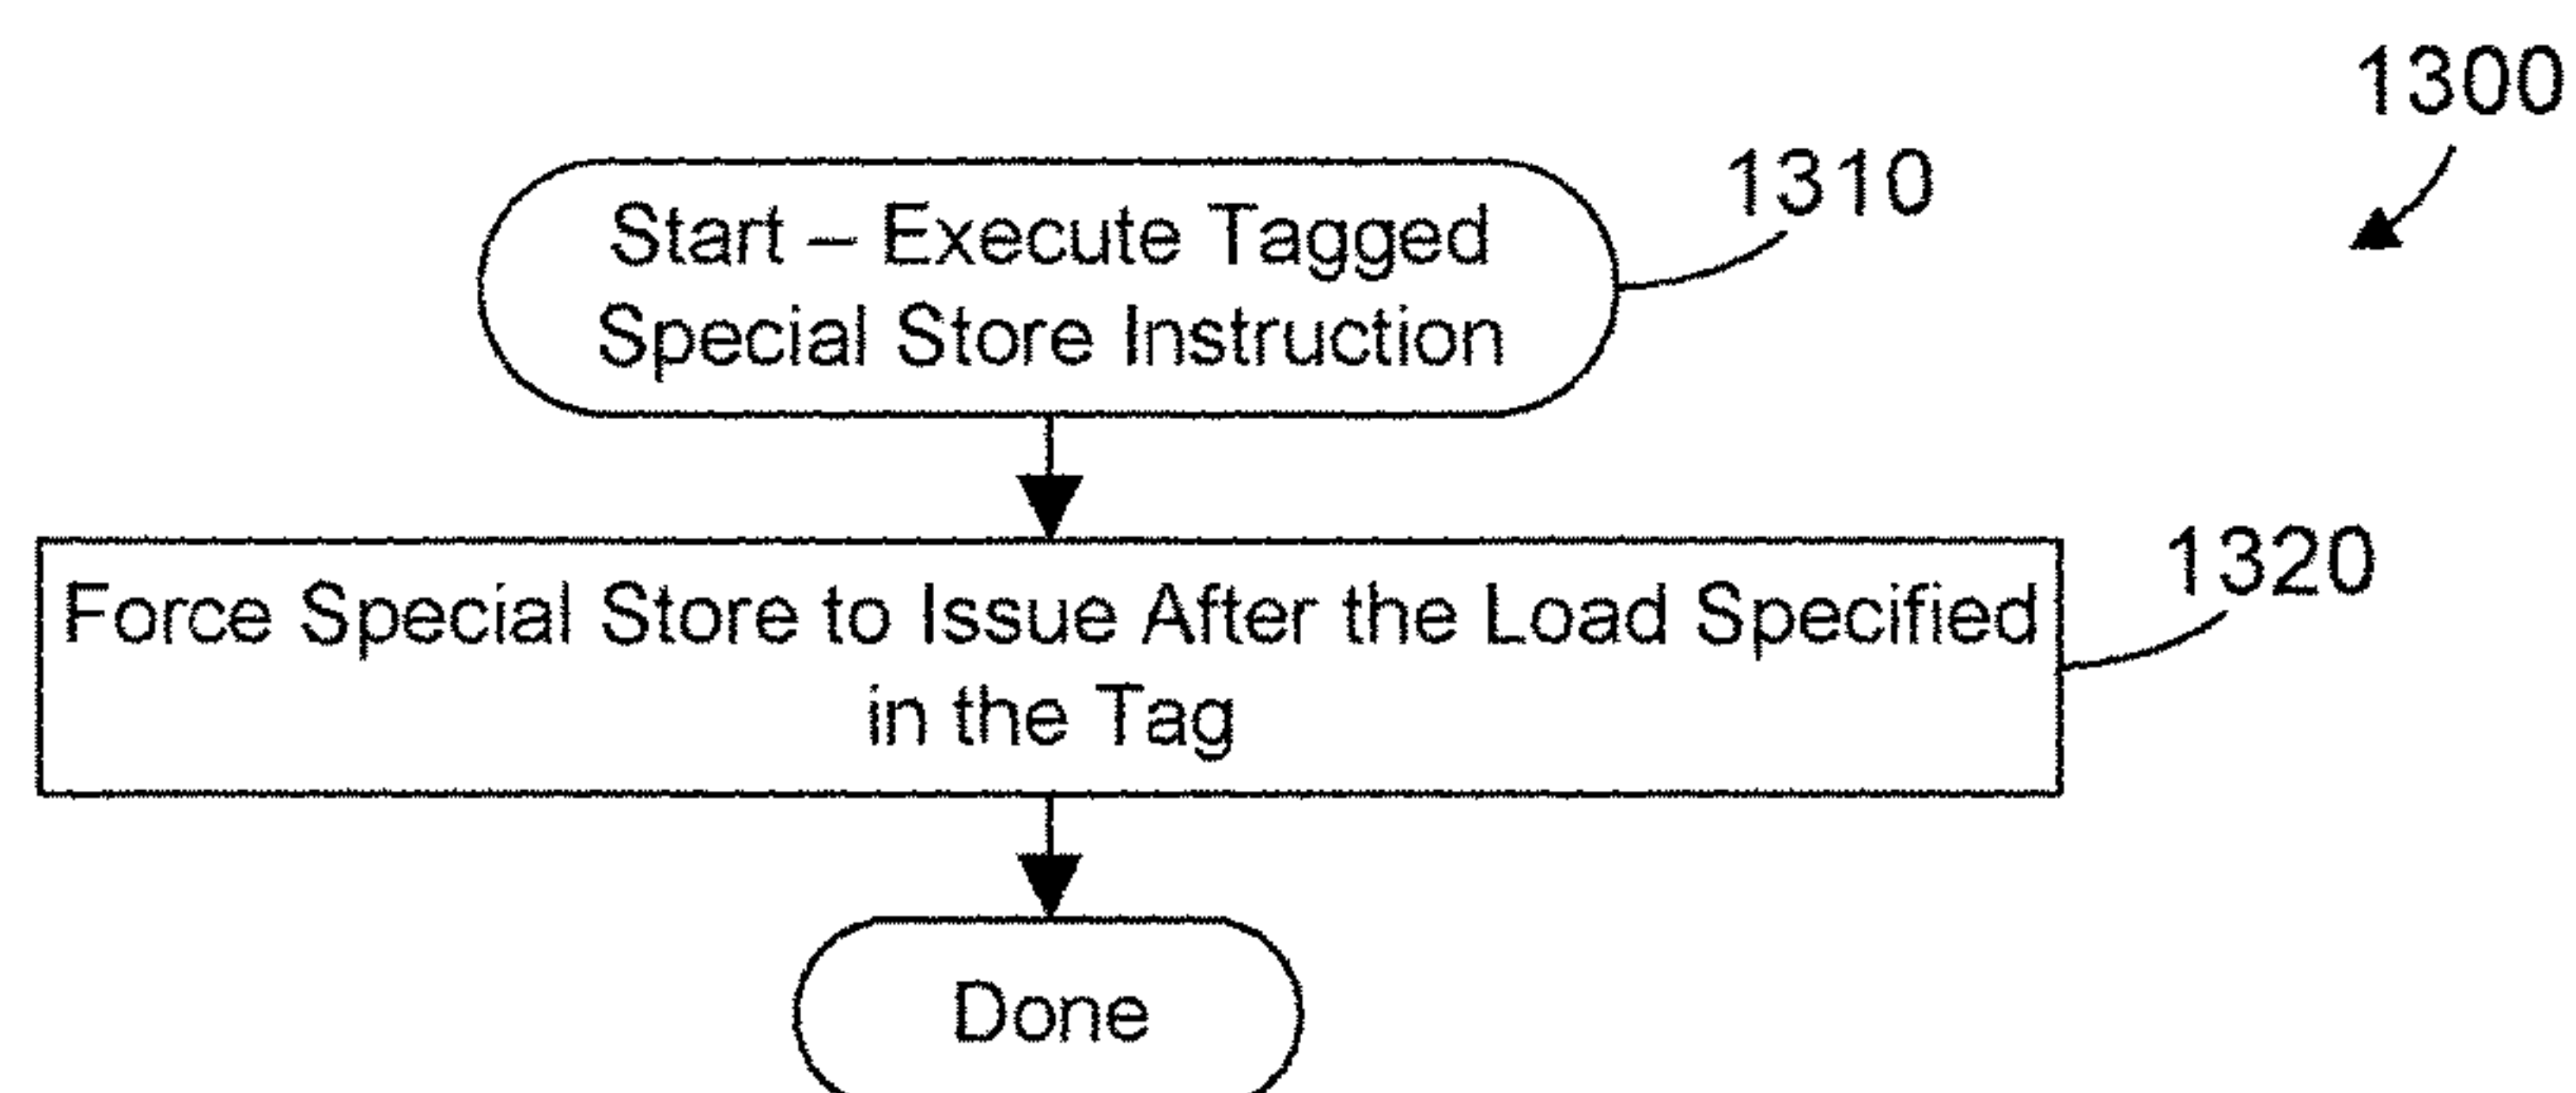 1300
1310
Start – Execute Tagged
Special Store Instruction
1320
Force Special Store to Issue After the Load Specified
in the Tag
Done